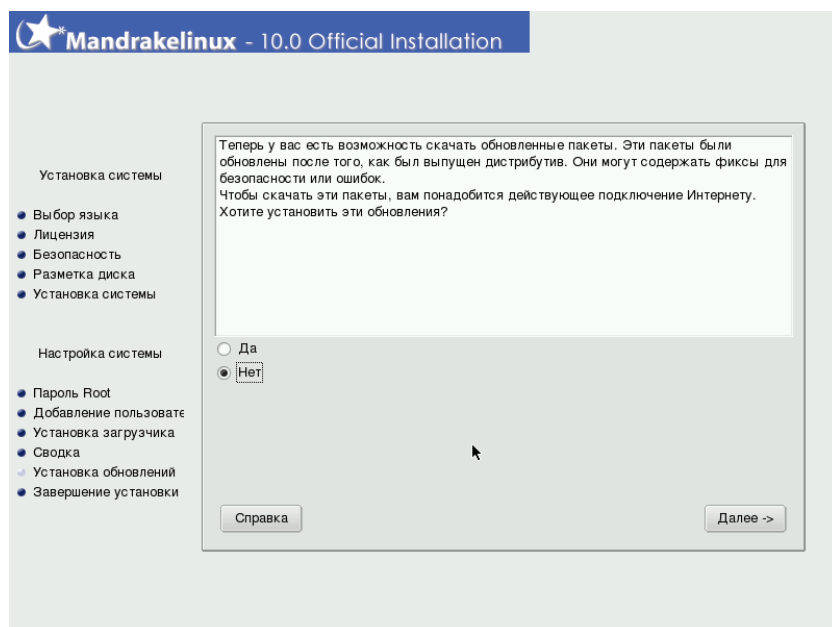 Mandrakelinux - 10.0 Official Installation
Установка системы
Выбор языка
Лицензия
Безопасность
Разметка диска
Установка системы
Настройка системы
Пароль Root
Добавление пользовате
Установка загрузчика
Сводка
Установка обновлений
Завершение установки
Теперь у вас есть возможность скачать обновленные пакеты. Эти пакеты были
обновлены после того, как был выпущен дистрибутив. Они могут содержать фиксы для
безопасности или ошибок.
Чтобы скачать эти пакеты, вам понадобится действующее подключение Интернету.
Хотите установить эти обновления?
Да
Нет
Справка
Далее ->